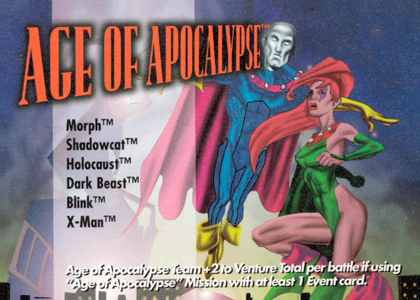 AGE OF APOCALYPSE™
Morph™
Shadowcat™
Holocaust™
Dark Beast™
Blink™
X-Man™
Age of Apocalypse Team +2 to Venture Total per battle if using
"Age of Apocalypse" Mission with at least 1 Event card.